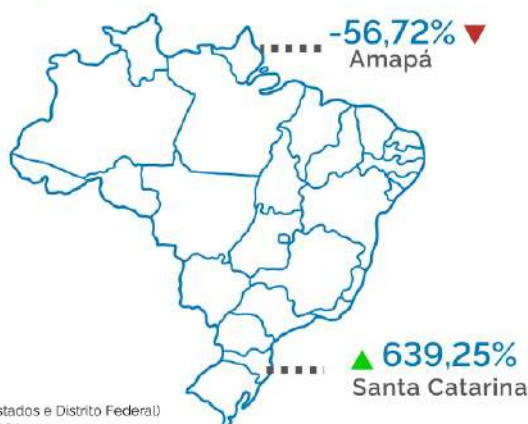 -56,72%
Amapá
639,25%
Santa Catarina
stados e Distrito Federal)